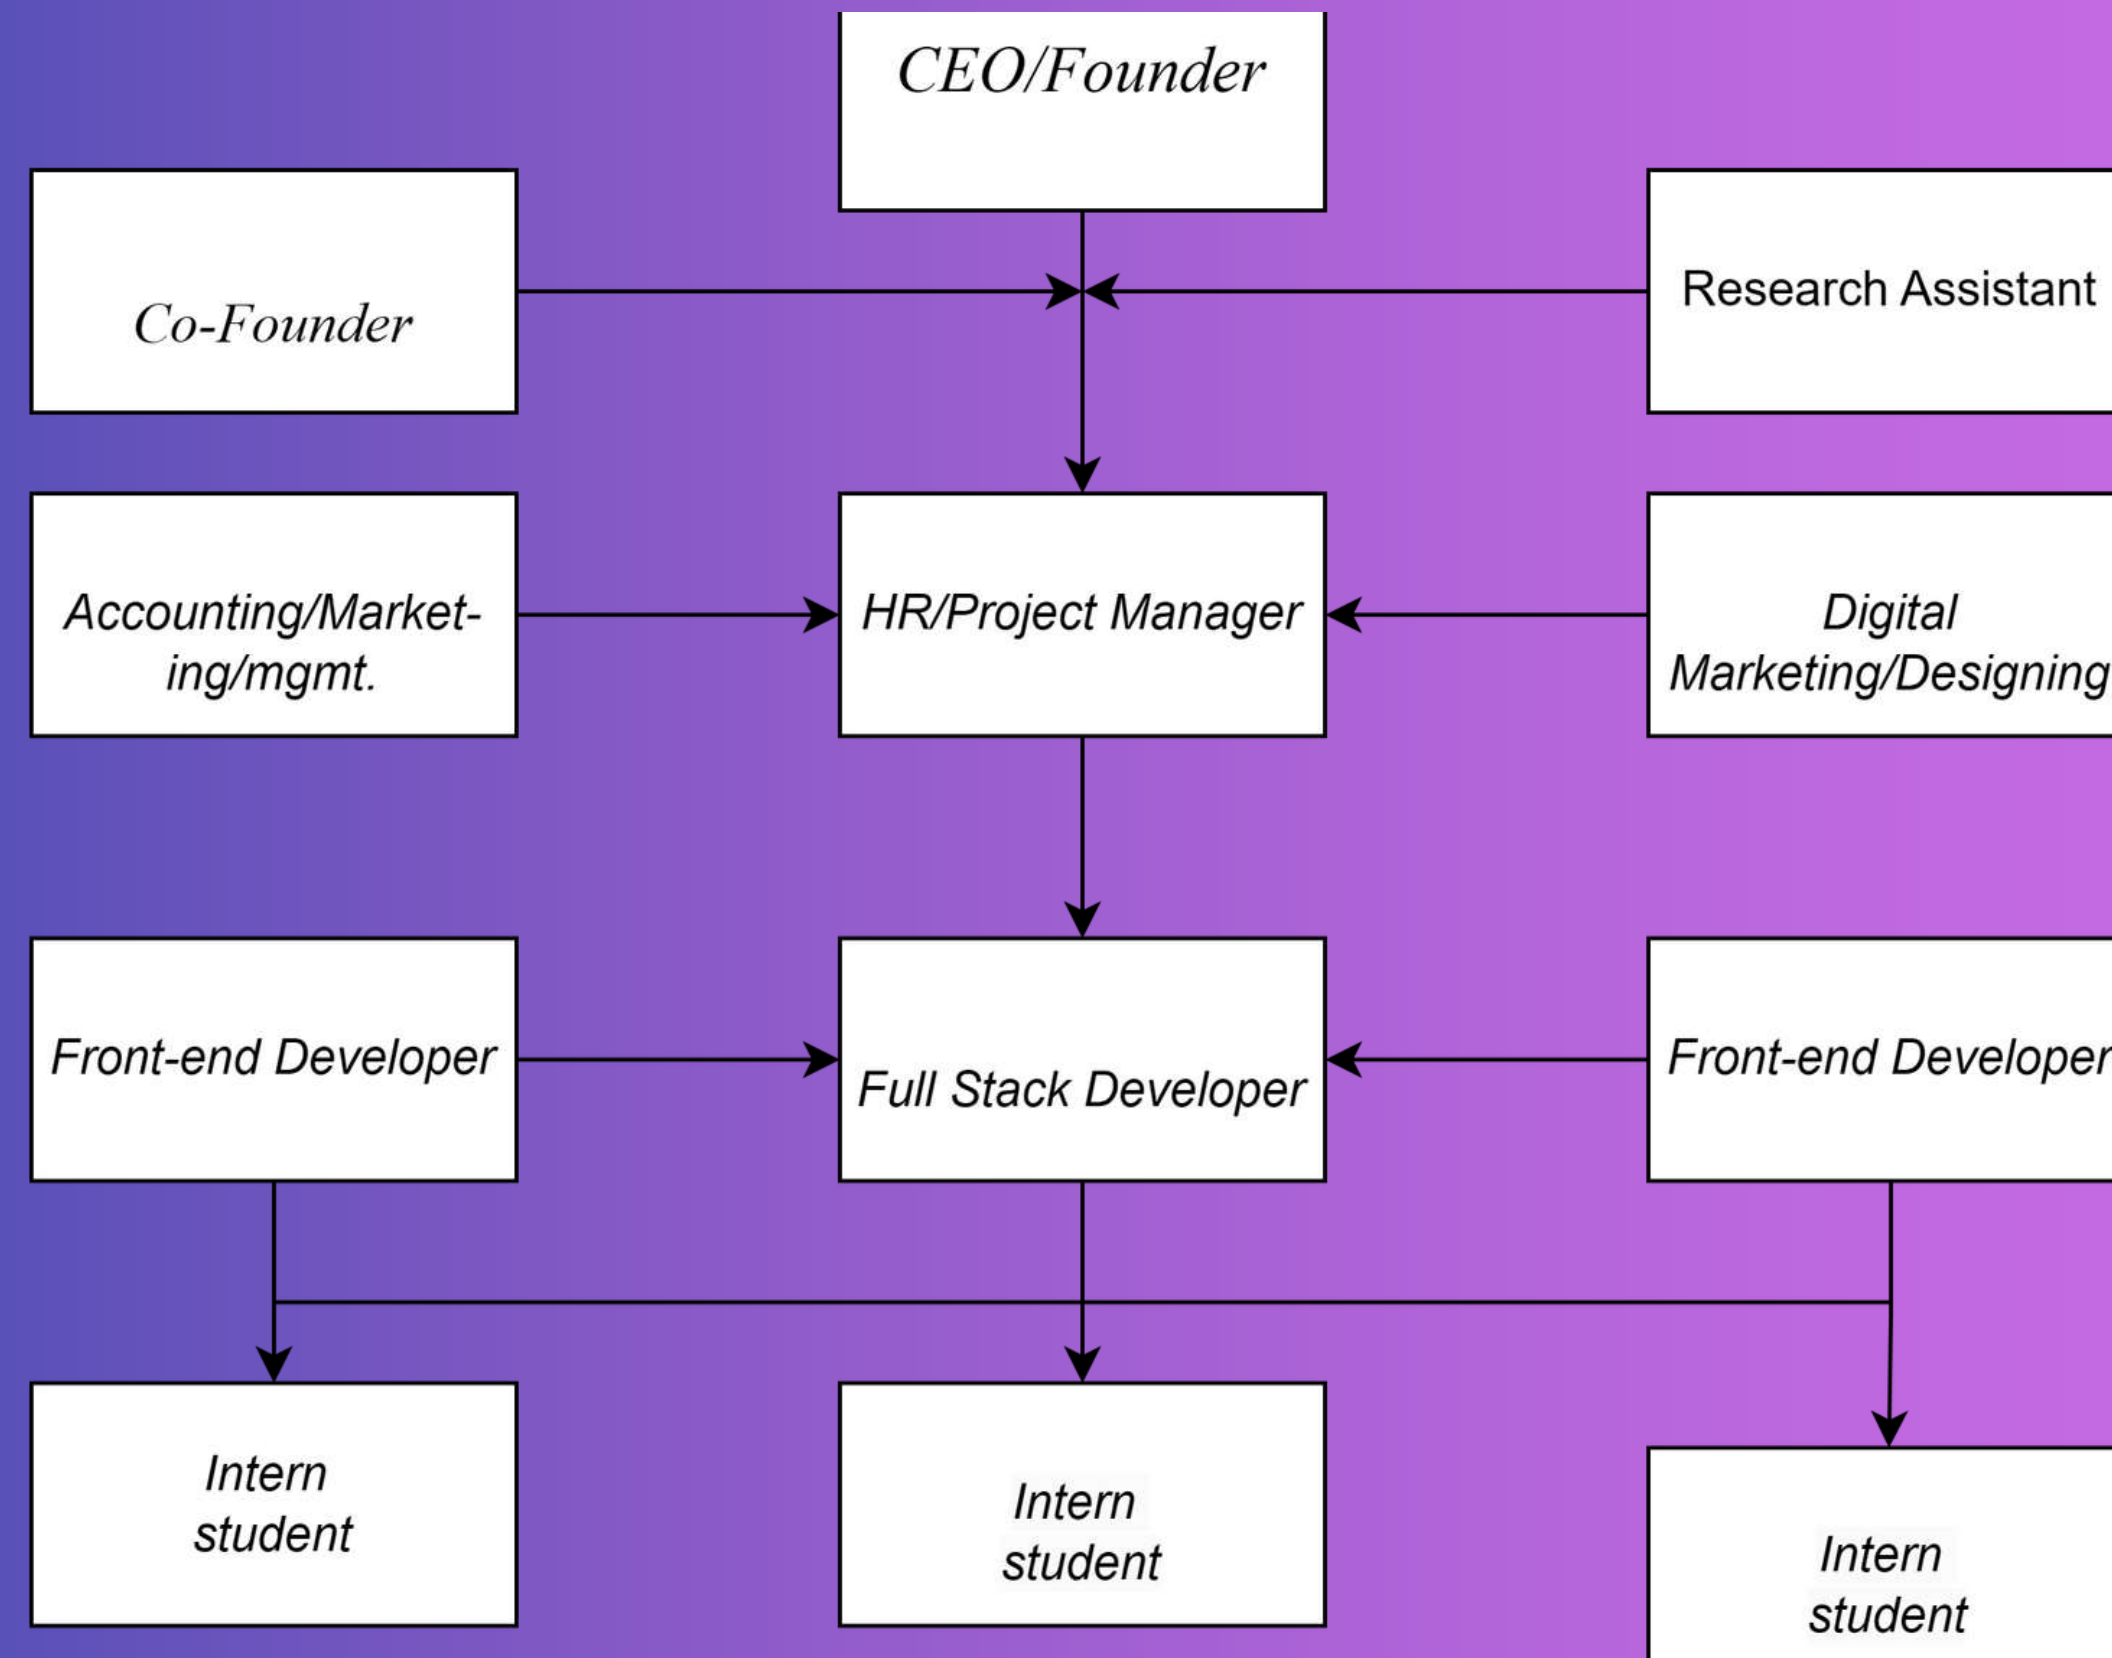 CEO/Founder
Co-Founder
Research Assistant
Accounting/Market-
ing/mgmt.
HR/Project Manager
Digital
Marketing/Designing
Front-end Developer
Full Stack Developer
Front-end Developer
Intern
student
Intern
student
Intern
student